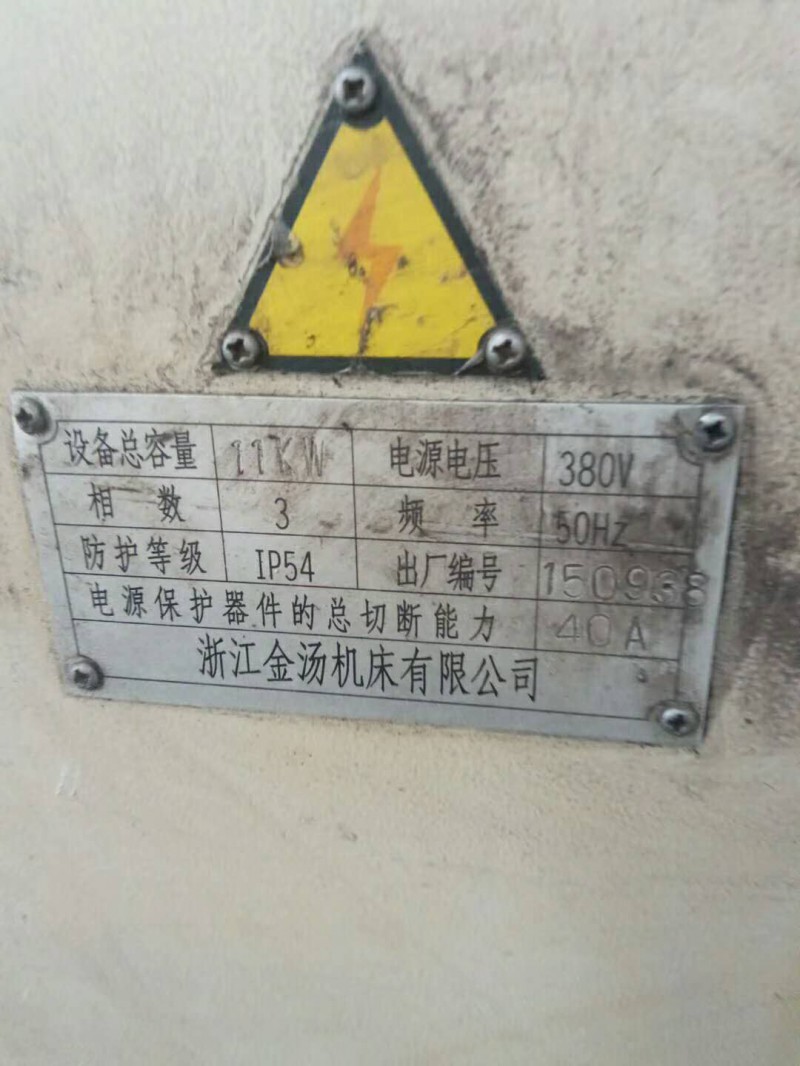 设备总容量 11KW 电源电压 380V
相数 3 频率 50Hz
防护等级 IP54 出厂编号 150938
电源保护器件的总切断能力 40A
浙江金汤机床有限公司